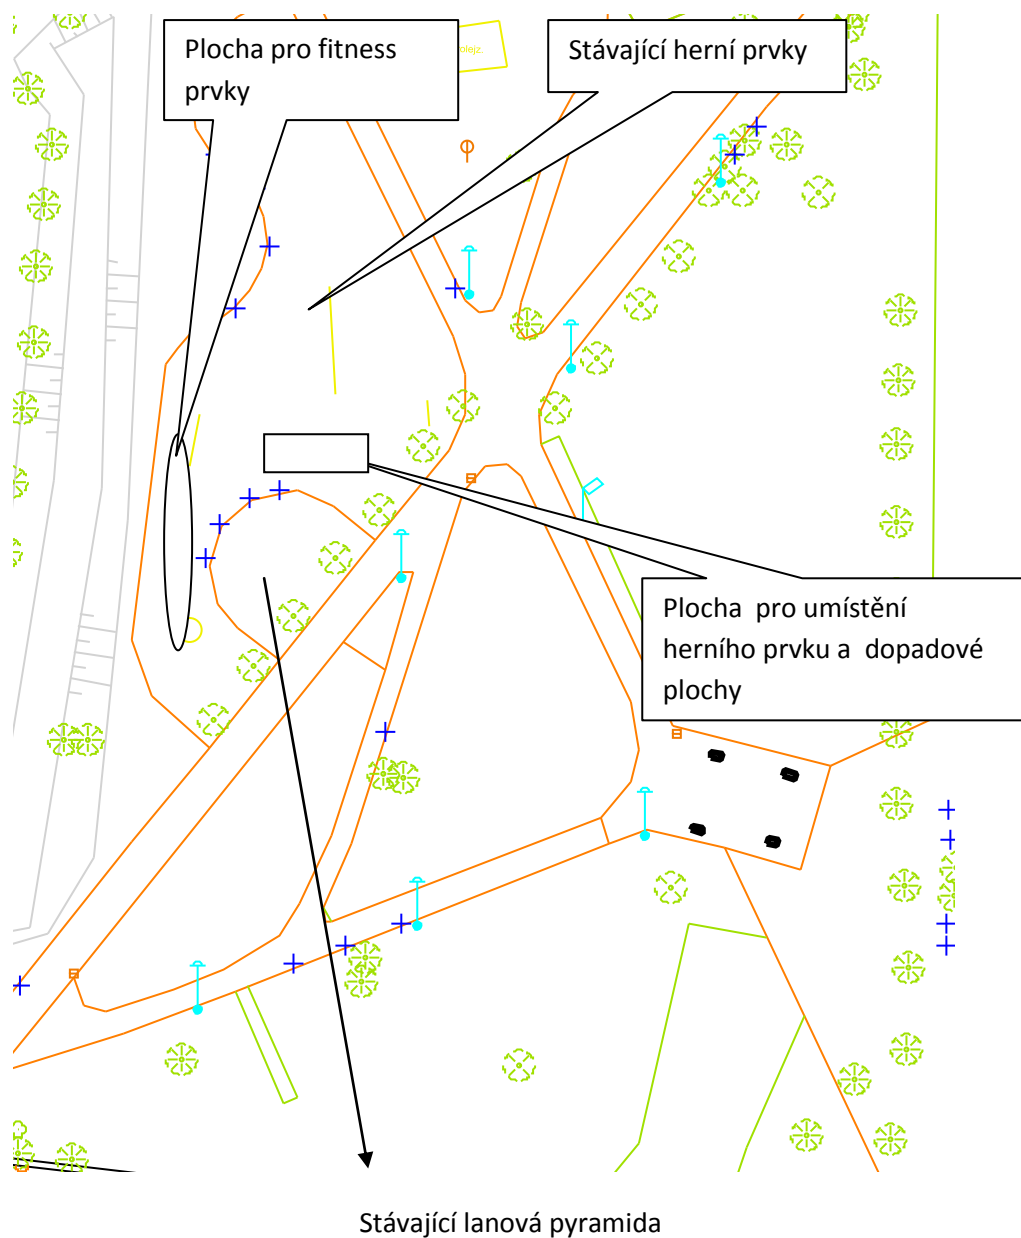 Plocha pro fitness
prvky
Stávající herní prvky
Plocha pro umístění
herního prvku a dopadové
plochy
Stávající lanová pyramida